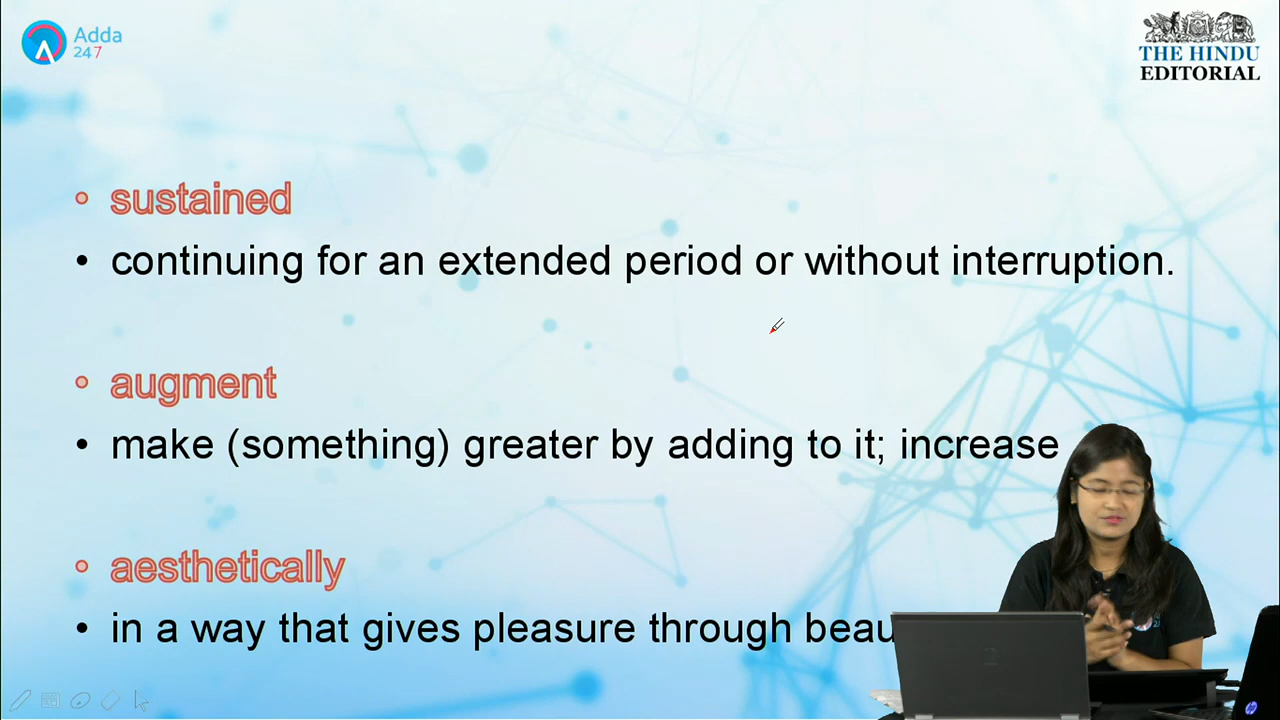 Adda
247
THE HINDU
EDITORIAL
• sustained
• continuing for an extended period or without interruption.
• augment
• make (something) greater by adding to it; increase
• aesthetically
• in a way that gives pleasure through